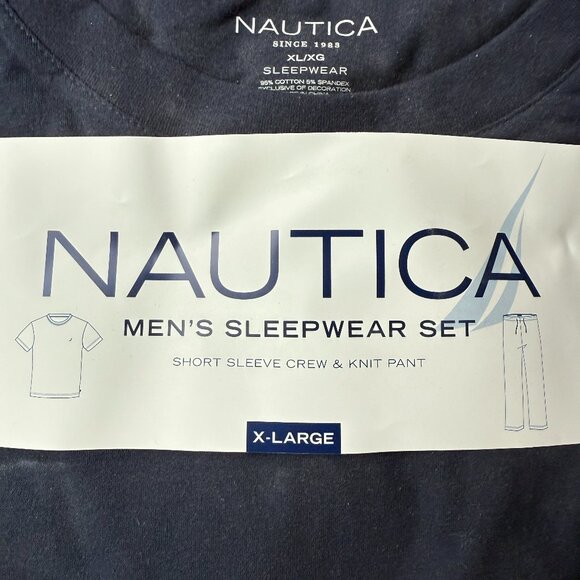 NAUTICA
SINCE 1983
XL/XG
SLEEPWEAR
95% COTTON 5% SPANDEX
EXCLUSIVE OF DECORATION
NAUTICA
MEN'S SLEEPWEAR SET
SHORT SLEEVE CREW & KNIT PANT
X-LARGE